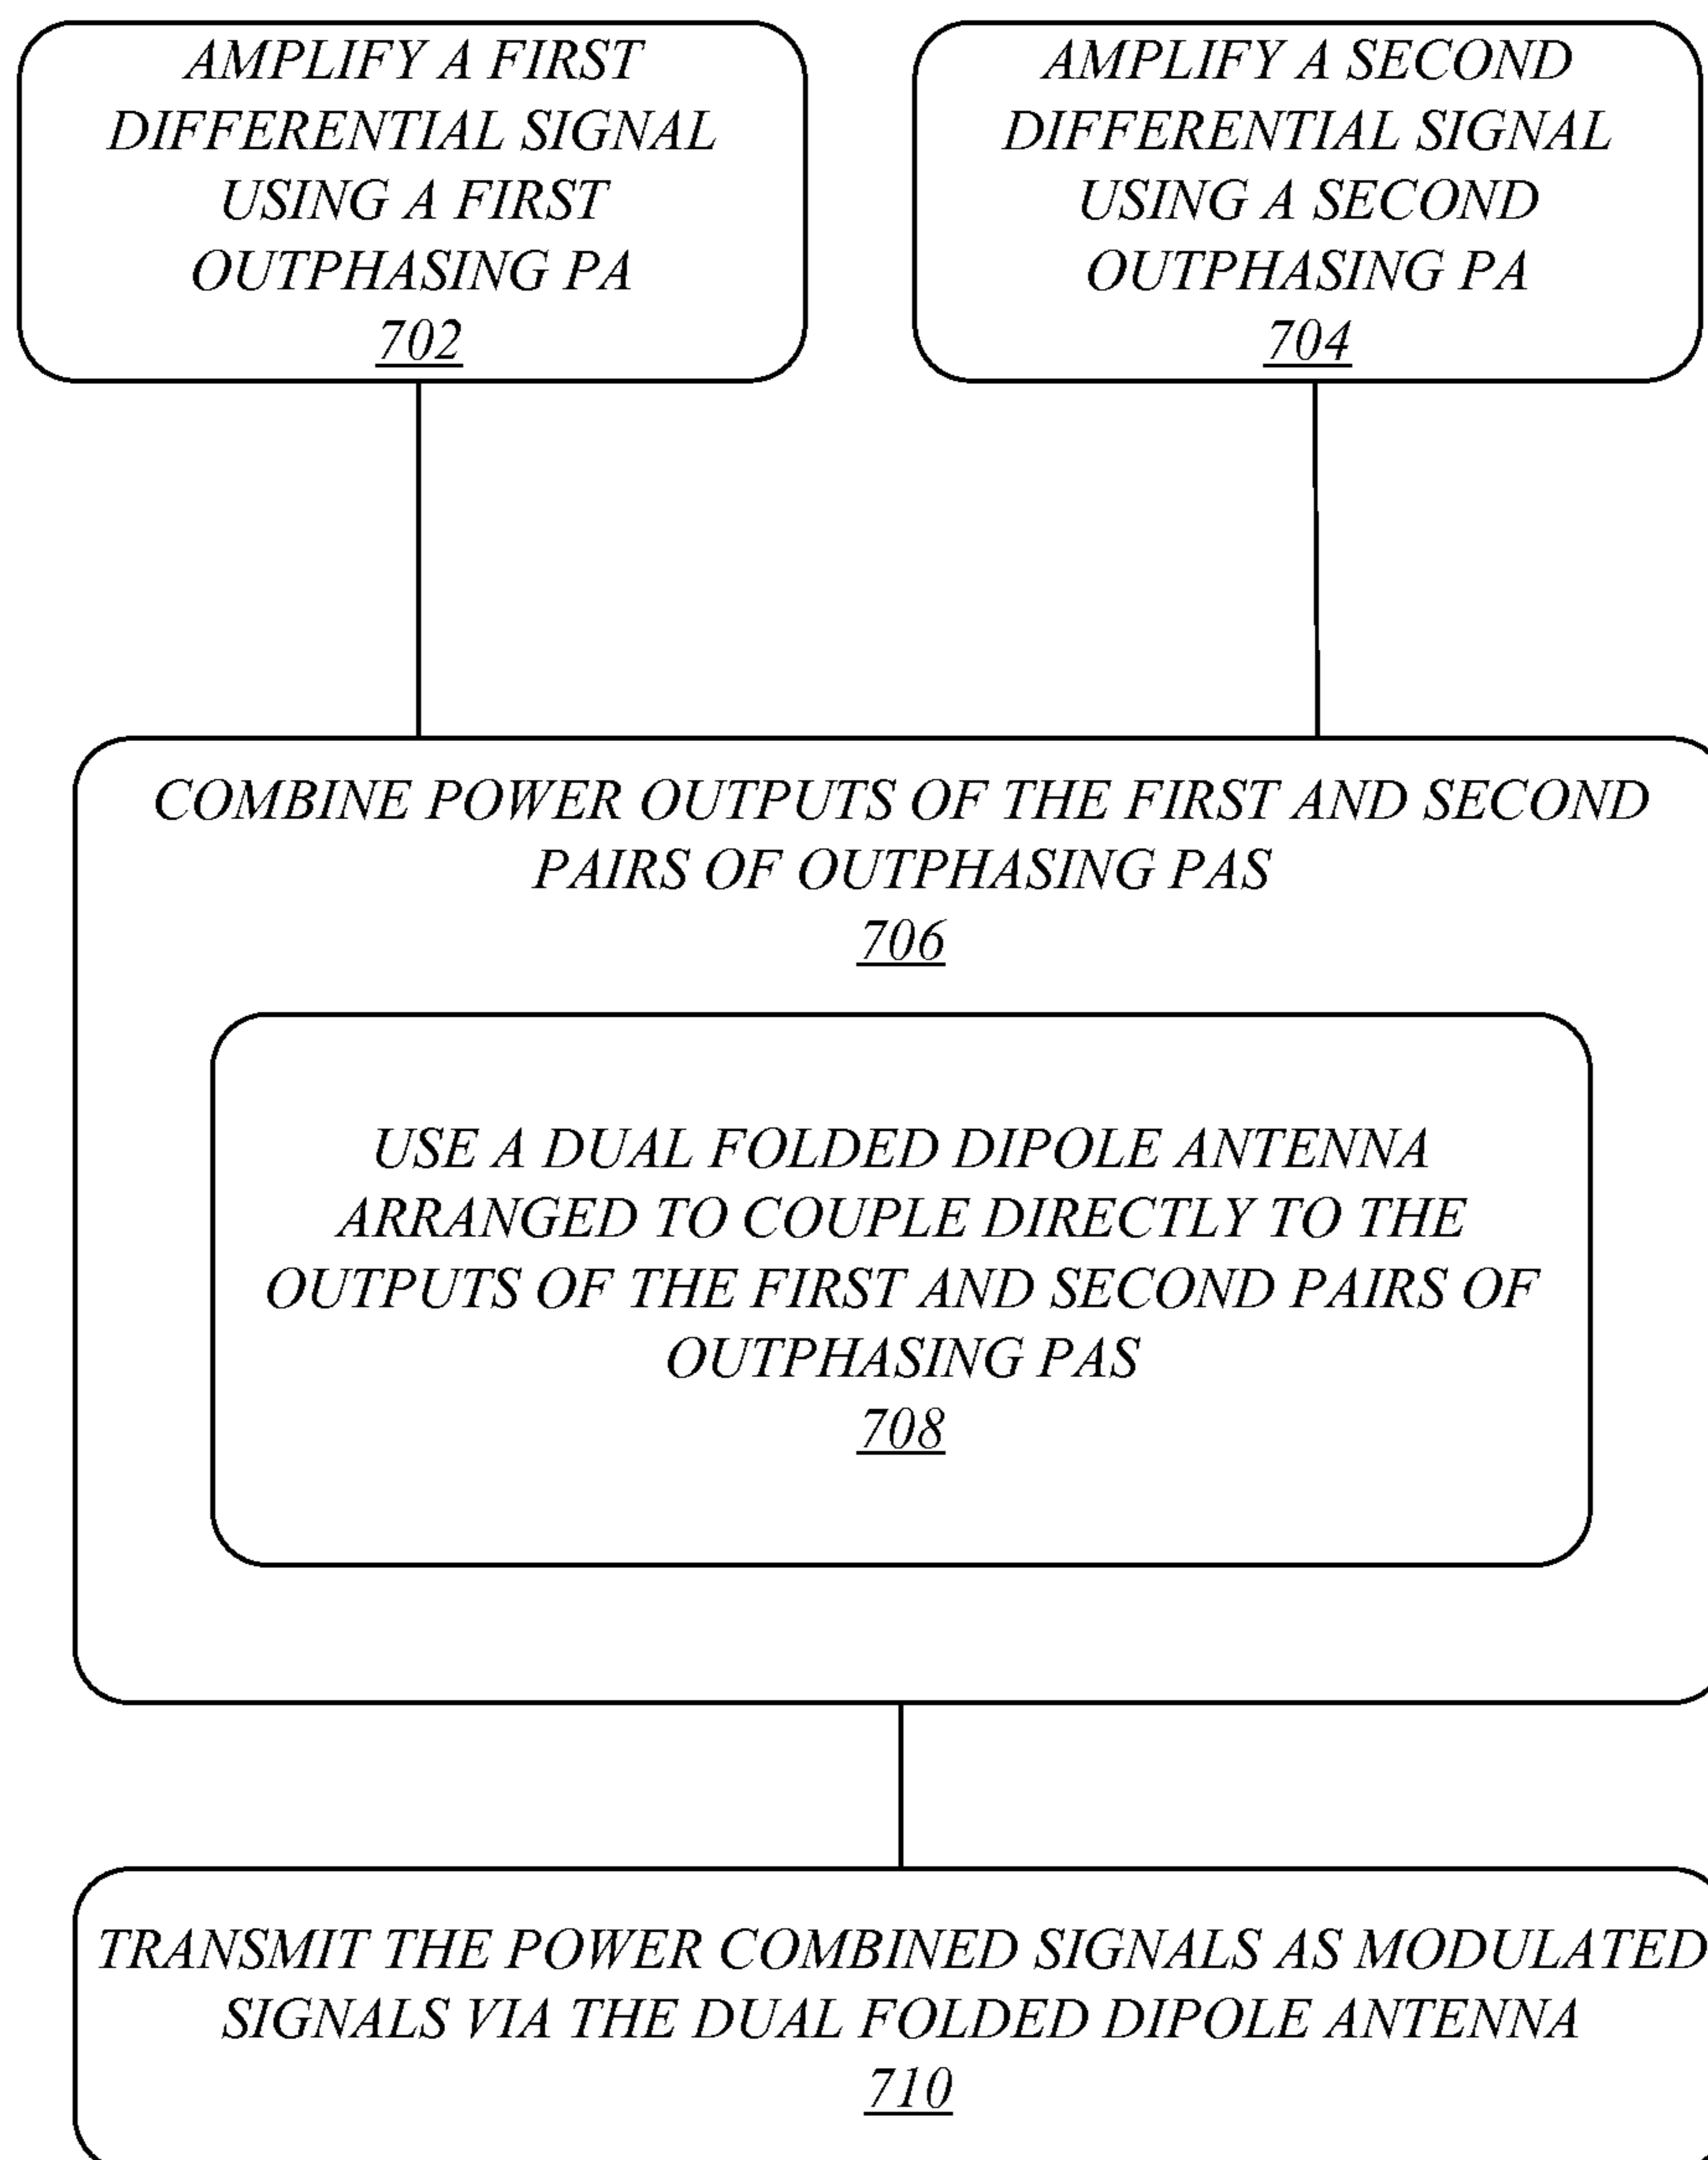 AMPLIFY A FIRST
DIFFERENTIAL SIGNAL
USING A FIRST
OUTPHASING PA
702
AMPLIFY A SECOND
DIFFERENTIAL SIGNAL
USING A SECOND
OUTPHASING PA
704
COMBINE POWER OUTPUTS OF THE FIRST AND SECOND
PAIRS OF OUTPHASING PAS
706
USE A DUAL FOLDED DIPOLE ANTENNA
ARRANGED TO COUPLE DIRECTLY TO THE
OUTPUTS OF THE FIRST AND SECOND PAIRS OF
OUTPHASING PAS
708
TRANSMIT THE POWER COMBINED SIGNALS AS MODULATED
SIGNALS VIA THE DUAL FOLDED DIPOLE ANTENNA
710